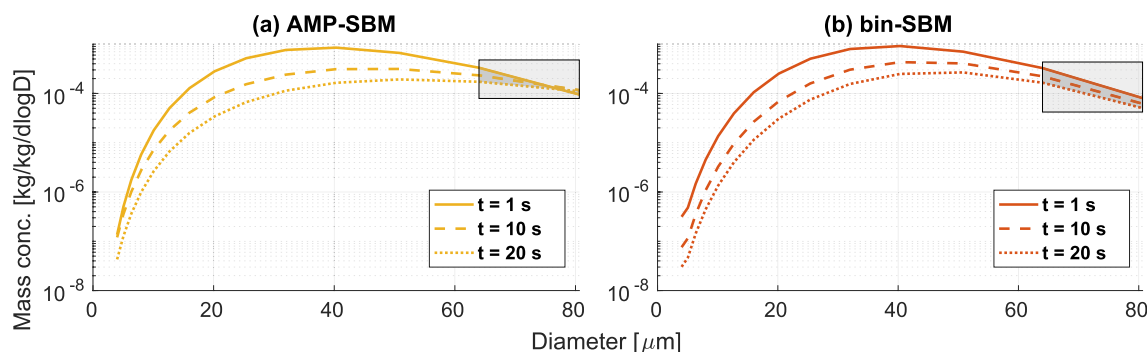 (a) AMP-SBM
(b) bin-SBM
Mass conc. [kg/kg/dlogD]
10-4
10-6
10-8
0
20
40
60
80
t = 1 s
t = 10 s
t = 20 s
10-4
10-6
10-8
0
20
40
60
80
t = 1 s
t = 10 s
t = 20 s
Diameter [μm]